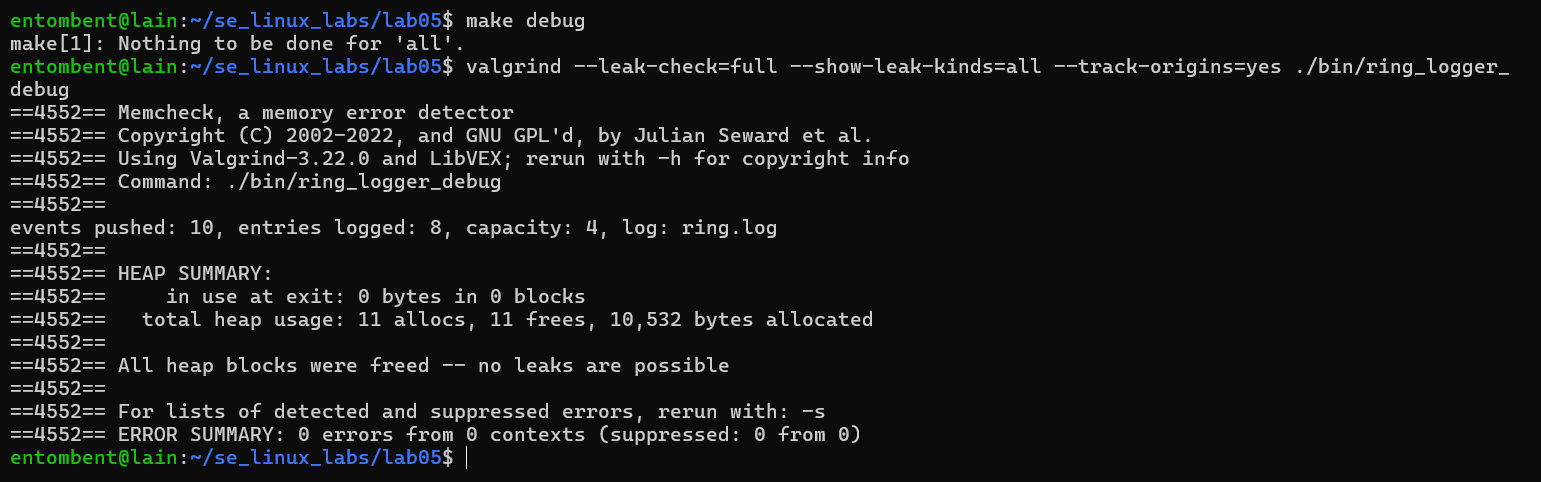 entombent@lain:~/se_linux_labs/lab05$ make debug
make[1]: Nothing to be done for 'all'.
entombent@lain:~/se_linux_labs/lab05$ valgrind --leak-check=full --show-leak-kinds=all --track-origins=yes ./bin/ring_logger_
debug
==4552== Memcheck, a memory error detector
==4552== Copyright (C) 2002-2022, and GNU GPL'd, by Julian Seward et al.
==4552== Using Valgrind-3.22.0 and LibVEX; rerun with -h for copyright info
==4552== Command: ./bin/ring_logger_debug
==4552==
events pushed: 10, entries logged: 8, capacity: 4, log: ring.log
==4552==
==4552== HEAP SUMMARY:
==4552==     in use at exit: 0 bytes in 0 blocks
==4552==   total heap usage: 11 allocs, 11 frees, 10,532 bytes allocated
==4552==
==4552== All heap blocks were freed -- no leaks are possible
==4552==
==4552== For lists of detected and suppressed errors, rerun with: -s
==4552== ERROR SUMMARY: 0 errors from 0 contexts (suppressed: 0 from 0)
entombent@lain:~/se_linux_labs/lab05$